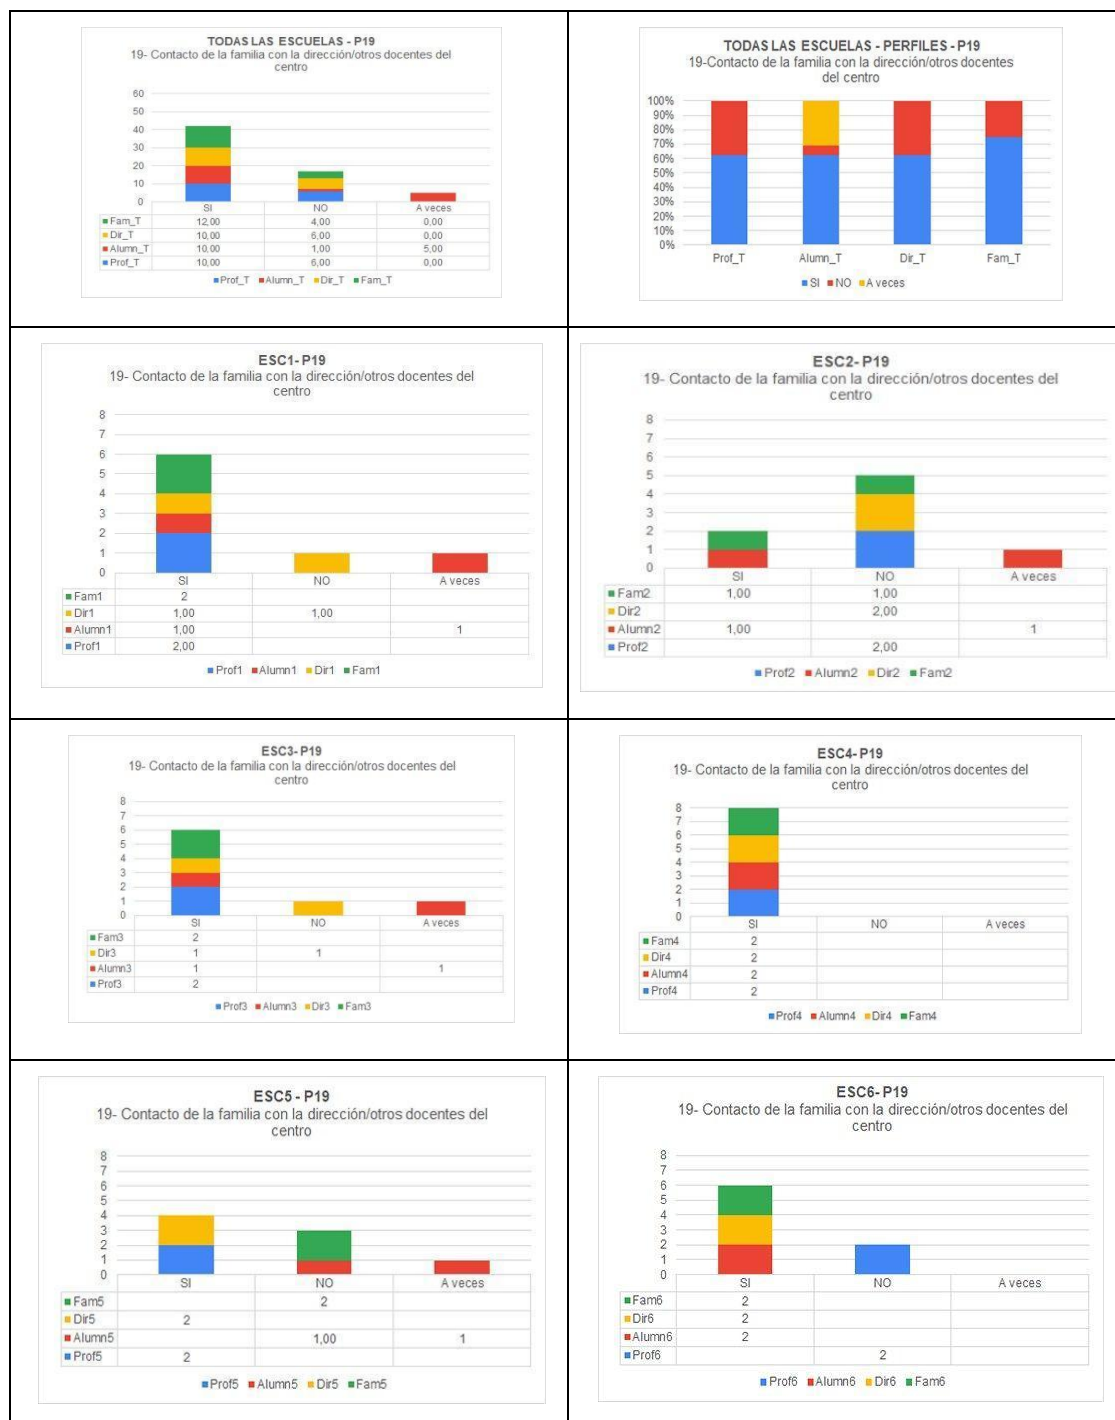 TODAS LAS ESCUELAS - P19
19- Contacto de la familia con la dirección/otros docentes del
centro
60
50
40
30
20
10
0
SI NO A veces
Fam_T 12,00 4,00 0,00
Dir_T 10,00 6,00 0,00
Alumn_T 10,00 1,00 5,00
Prof_T 10,00 6,00 0,00
Prof_T Alumn_T Dir_T Fam_T
TODAS LAS ESCUELAS - PERFILES - P19
19-Contacto de la familia con la dirección/otros docentes
del centro
100%
90%
80%
70%
60%
50%
40%
30%
20%
10%
0%
Prof_T Alumn_T Dir_T Fam_T
SI NO A veces
ESC1- P19
19- Contacto de la familia con la dirección/otros docentes del
centro
8
7
6
5
4
3
2
1
0
SI NO A veces
Fam1 2
Dir1 1,00 1,00
Alumn1 1,00 1
Prof1 2,00
Prof1 Alumn1 Dir1 Fam1
ESC2- P19
19- Contacto de la familia con la dirección/otros docentes del
centro
8
7
6
5
4
3
2
1
0
SI NO A veces
Fam2 1,00 1,00
Dir2 2,00
Alumn2 1,00 1
Prof2 2,00
Prof2 Alumn2 Dir2 Fam2
ESC3- P19
19- Contacto de la familia con la dirección/otros docentes del
centro
8
7
6
5
4
3
2
1
0
SI NO A veces
Fam3 2
Dir3 1 1
Alumn3 1 1
Prof3 2
Prof3 Alumn3 Dir3 Fam3
ESC4- P19
19- Contacto de la familia con la dirección/otros docentes del
centro
8
7
6
5
4
3
2
1
0
SI NO A veces
Fam4 2
Dir4 2
Alumn4 2
Prof4 2
Prof4 Alumn4 Dir4 Fam4
ESC5 - P19
19- Contacto de la familia con la dirección/otros docentes del
centro
8
7
6
5
4
3
2
1
0
SI NO A veces
Fam5 2
Dir5 2
Alumn5 1,00 1
Prof5 2
Prof5 Alumn5 Dir5 Fam5
ESC6- P19
19- Contacto de la familia con la dirección/otros docentes del
centro
8
7
6
5
4
3
2
1
0
SI NO A veces
Fam6 2
Dir6 2
Alumn6 2
Prof6 2
Prof6 Alumn6 Dir6 Fam6